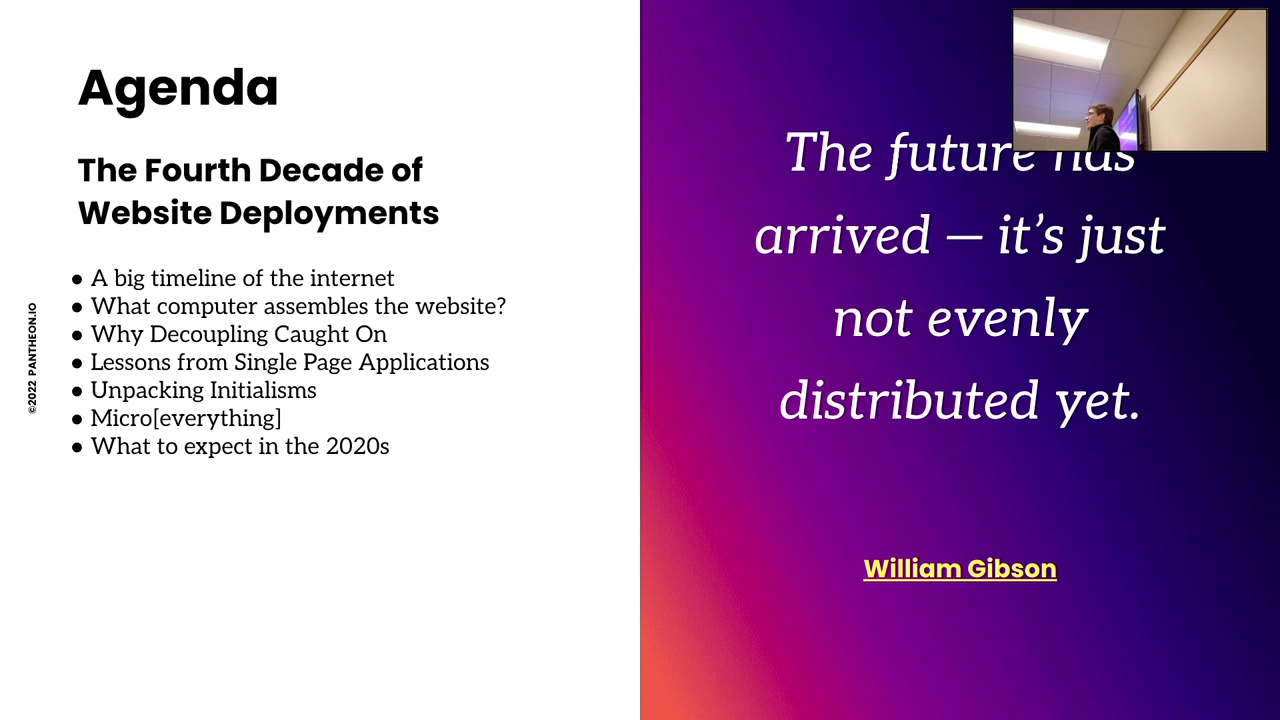 Agenda
The Fourth Decade of
Website Deployments
● A big timeline of the internet
● What computer assembles the website?
● Why Decoupling Caught On
● Lessons from Single Page Applications
● Unpacking Initialisms
● Micro[everything]
● What to expect in the 2020s
©2022 PANTHEON.IO
The future has
arrived — it’s just
not evenly
distributed yet.
William Gibson